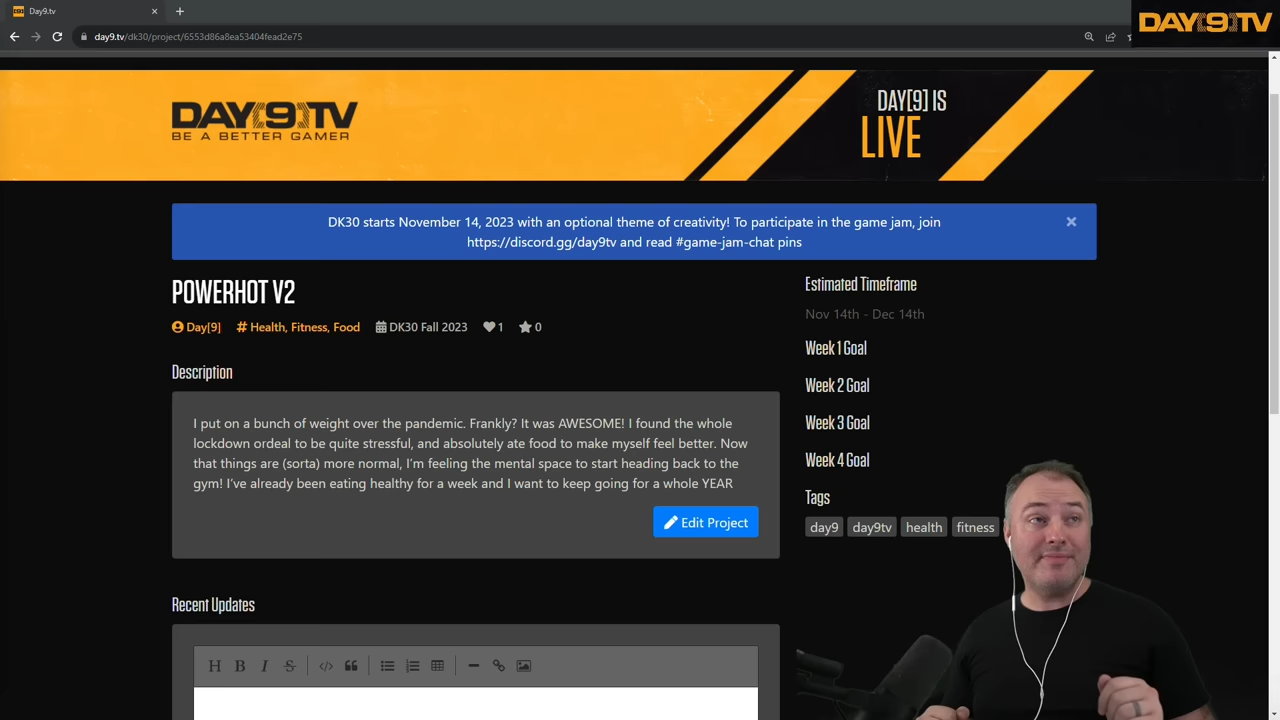 Day9.tv
DAY[9]TV
day9.tv/dk30/project/6553d86a8ea53404fead2e75
DAY[9]TV
BE A BETTER GAMER
DAY[9] IS
LIVE
DK30 starts November 14, 2023 with an optional theme of creativity! To participate in the game jam, join
https://discord.gg/day9tv and read #game-jam-chat pins
POWERHOT V2
Day[9]
Health, Fitness, Food
DK30 Fall 2023
1
0
Description
I put on a bunch of weight over the pandemic. Frankly? It was AWESOME! I found the whole
lockdown ordeal to be quite stressful, and absolutely ate food to make myself feel better. Now
that things are (sorta) more normal, I'm feeling the mental space to start heading back to the
gym! I've already been eating healthy for a week and I want to keep going for a whole YEAR
Edit Project
Recent Updates
H B I S
Estimated Timeframe
Nov 14th - Dec 14th
Week 1 Goal
Week 2 Goal
Week 3 Goal
Week 4 Goal
Tags
day9 day9tv health fitness